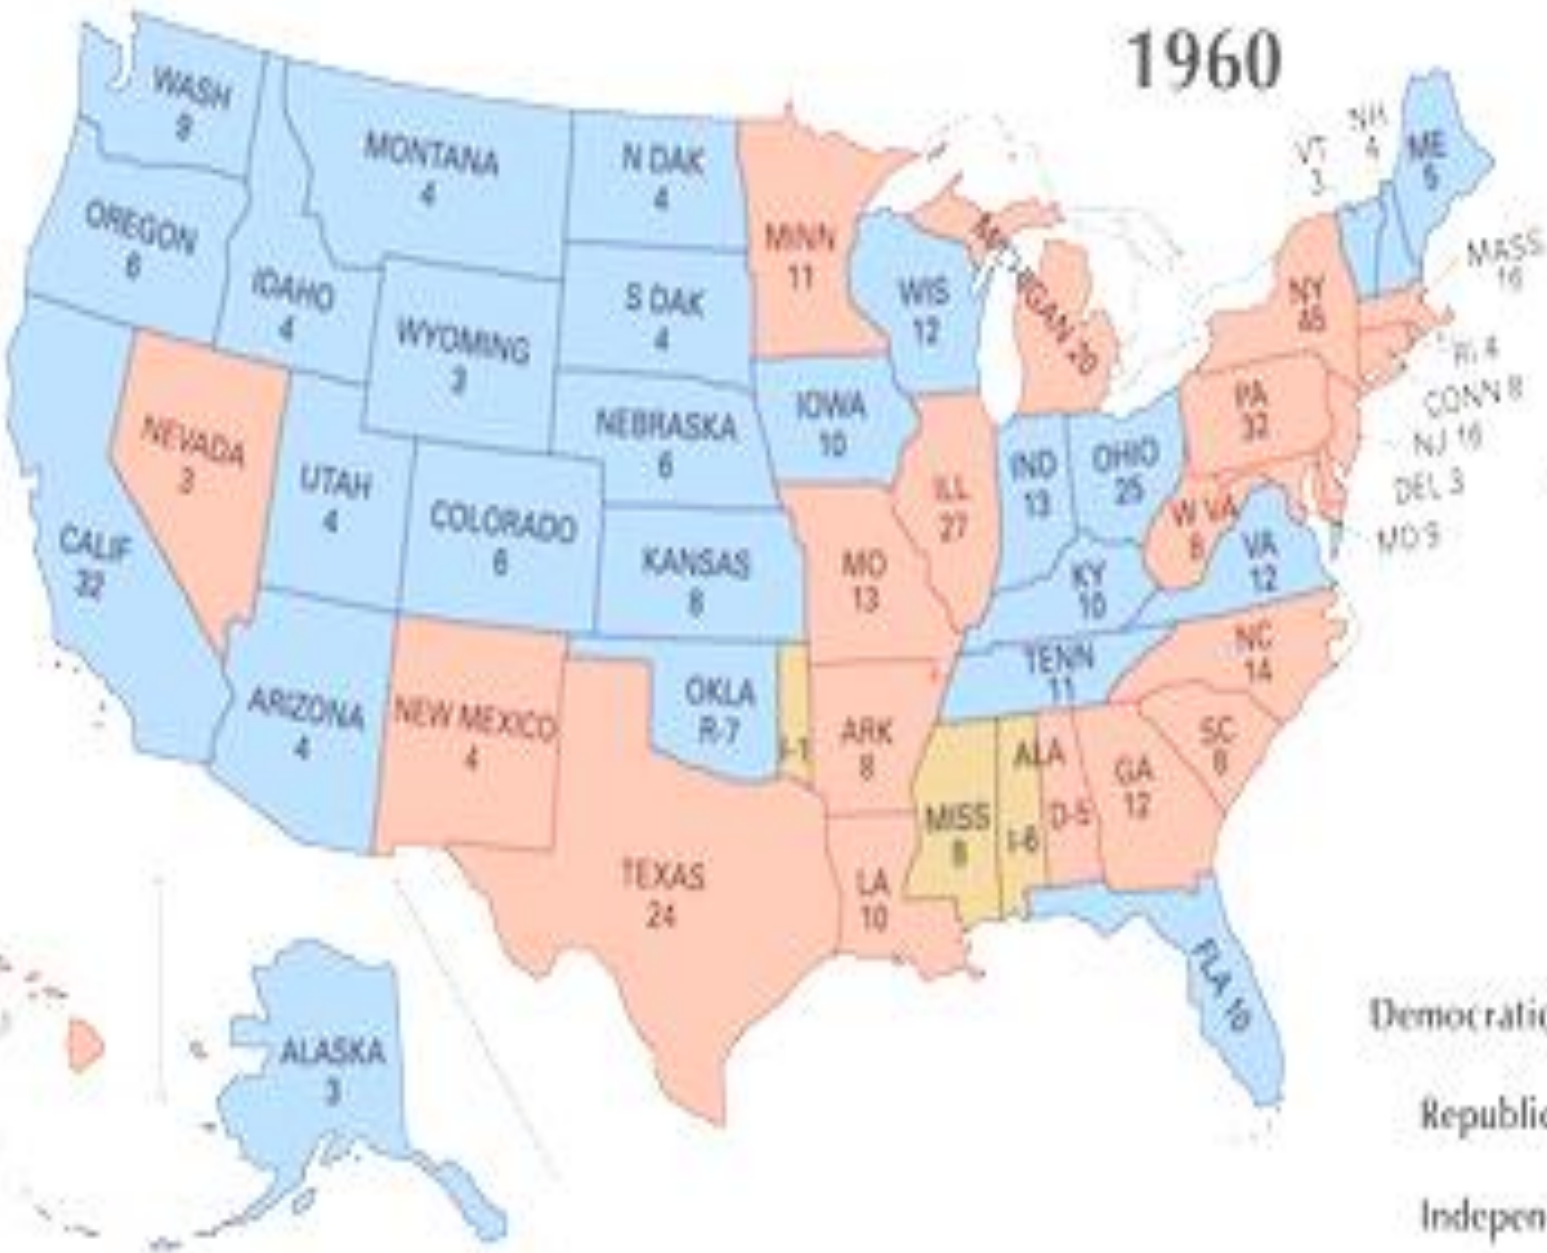 1960
WASH
9
MONTANA
4
N DAK
4
MINN
11
VT
3
NH
4
ME
5
OREGON
6
IDAHO
4
WYOMING
3
S DAK
4
WIS
12
MICHIGAN 20
NY
45
MASS
16
RI 4
CONN 8
NJ 16
DEL 3
MD 9
NEVADA
3
UTAH
4
COLORADO
6
NEBRASKA
6
IOWA
10
ILL
27
IND
13
OHIO
25
PA
32
W VA
8
VA
12
CALIF
32
KANSAS
8
MO
13
KY
10
TENN
11
NC
14
ARIZONA
4
NEW MEXICO
4
OKLA
R-7
I-1
ARK
8
MISS
8
ALA
I-6
D-5
GA
12
SC
8
TEXAS
24
LA
10
FLA 10
ALASKA
3
Democratic
Republic
Indepen